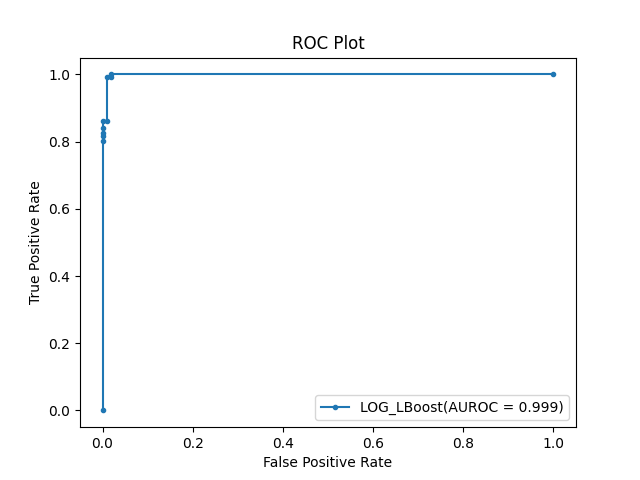 ROC Plot
1.0
0.8
0.6
0.4
0.2
0.0
True Positive Rate
LOG_LBoost(AUROC = 0.999)
0.0 0.2 0.4 0.6 0.8 1.0
False Positive Rate